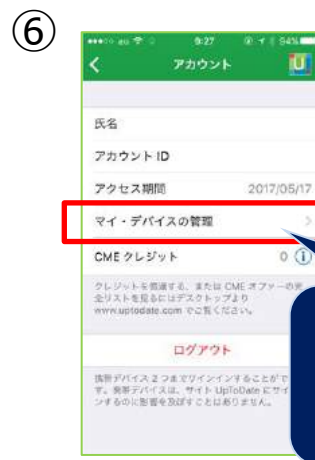 ⑥
au 9:27 94%
アカウント U
氏名
アカウント ID
アクセス期間 2017/05/17
マイ・デバイスの管理
CME クレジット 0 i
クレジットを償還する、または CME オファーの完
全リストを見るにはデスクトップより
www.uptodate.com でご覧ください。
ログアウト
携帯デバイス 2 つまでサインインすることがで
す。携帯デバイスは、サイト UpToDate にサイ
ンするのに影響を及ぼすことはありません。